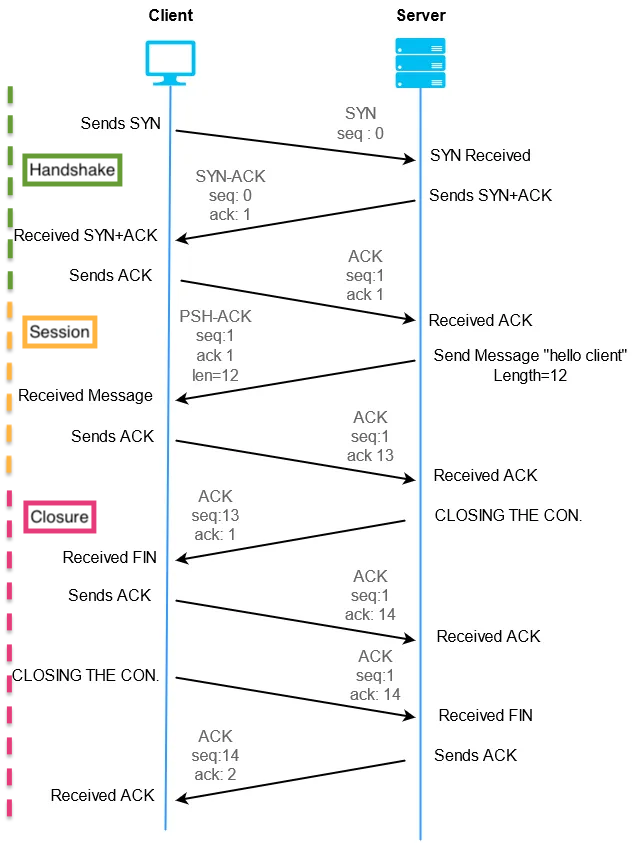 Client
Server
Sends SYN
SYN
seq : 0
SYN Received
Handshake
SYN-ACK
seq: 0
ack: 1
Sends SYN+ACK
Received SYN+ACK
Sends ACK
ACK
seq:1
ack 1
Received ACK
Session
PSH-ACK
seq:1
ack 1
len=12
Send Message "hello client"
Length=12
Received Message
Sends ACK
ACK
seq:1
ack 13
Received ACK
Closure
ACK
seq:13
ack: 1
CLOSING THE CON.
Received FIN
Sends ACK
ACK
seq:1
ack: 14
Received ACK
CLOSING THE CON.
ACK
seq:1
ack: 14
Received FIN
ACK
seq:14
ack: 2
Sends ACK
Received ACK